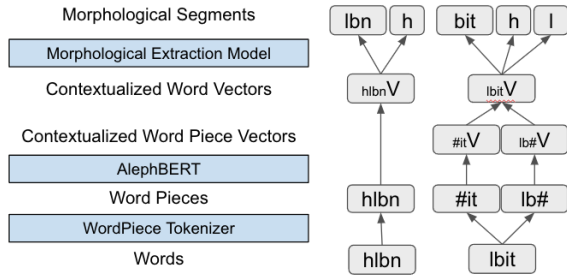 Morphological Segments
lbn h bit h l
Morphological Extraction Model
Contextualized Word Vectors
hlbnV lbitV
Contextualized Word Piece Vectors
#itV lb#V
AlephBERT
Word Pieces
hlbn #it lb#
WordPiece Tokenizer
Words
hlbn lbit